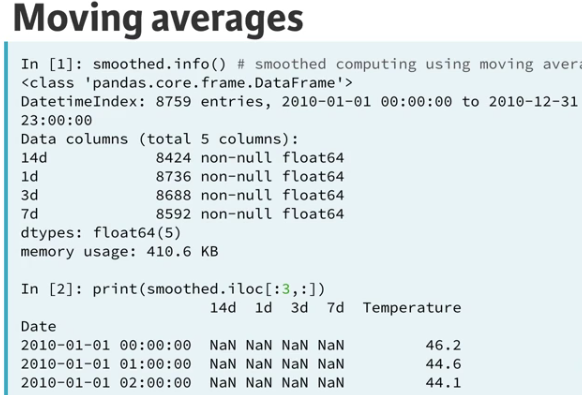 Moving averages
In [1]: smoothed.info() # smoothed computing using moving avera
<class 'pandas.core.frame.DataFrame'>
DatetimeIndex: 8759 entries, 2010-01-01 00:00:00 to 2010-12-31
23:00:00
Data columns (total 5 columns):
14d            8424 non-null float64
1d             8736 non-null float64
3d             8688 non-null float64
7d             8592 non-null float64
dtypes: float64(5)
memory usage: 410.6 KB
In [2]: print(smoothed.iloc[:3,:])
                     14d  1d  3d  7d  Temperature
Date
2010-01-01 00:00:00  NaN NaN NaN NaN         46.2
2010-01-01 01:00:00  NaN NaN NaN NaN         44.6
2010-01-01 02:00:00  NaN NaN NaN NaN         44.1